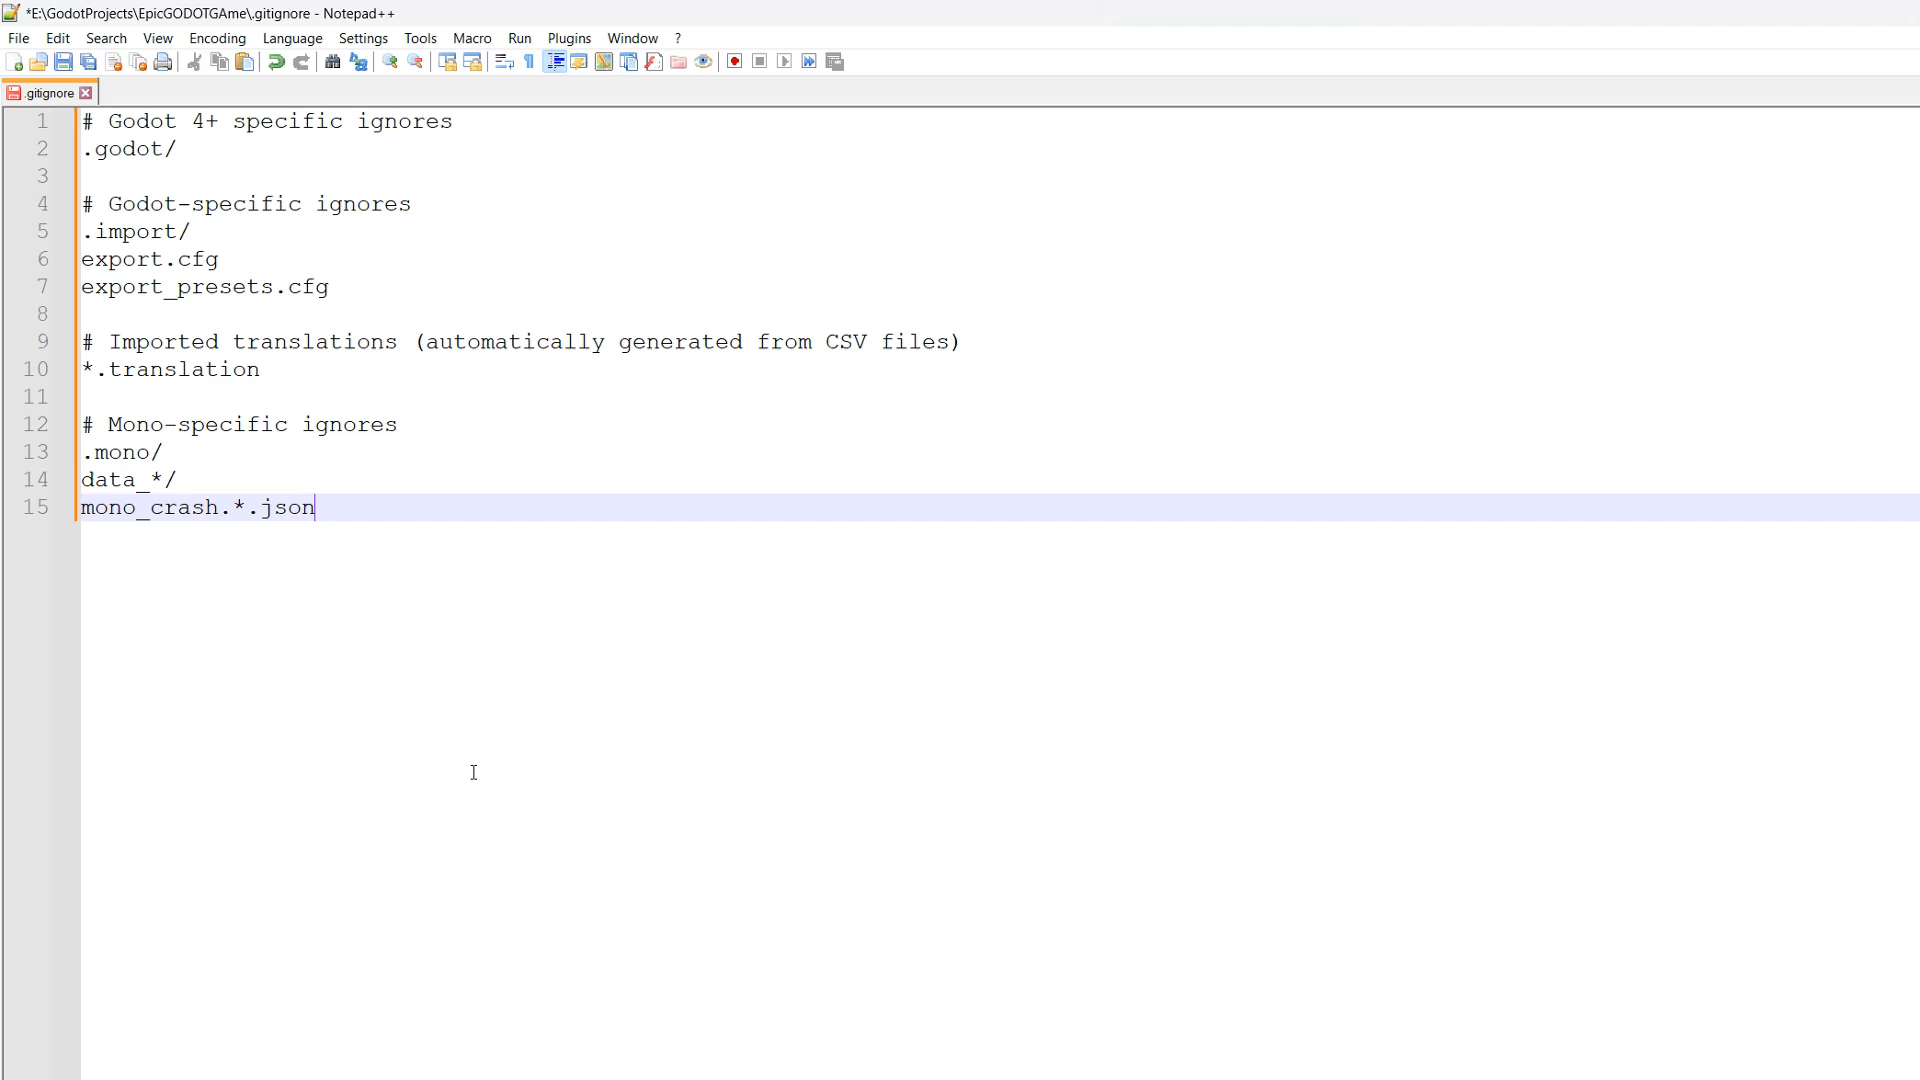 *E:\GodotProjects\EpicGODOTGAme\.gitignore - Notepad++
File Edit Search View Encoding Language Settings Tools Macro Run Plugins Window ?
.gitignore
1 # Godot 4+ specific ignores
2 .godot/
3
4 # Godot-specific ignores
5 .import/
6 export.cfg
7 export_presets.cfg
8
9 # Imported translations (automatically generated from CSV files)
10 *.translation
11
12 # Mono-specific ignores
13 .mono/
14 data_*/
15 mono_crash.*.json